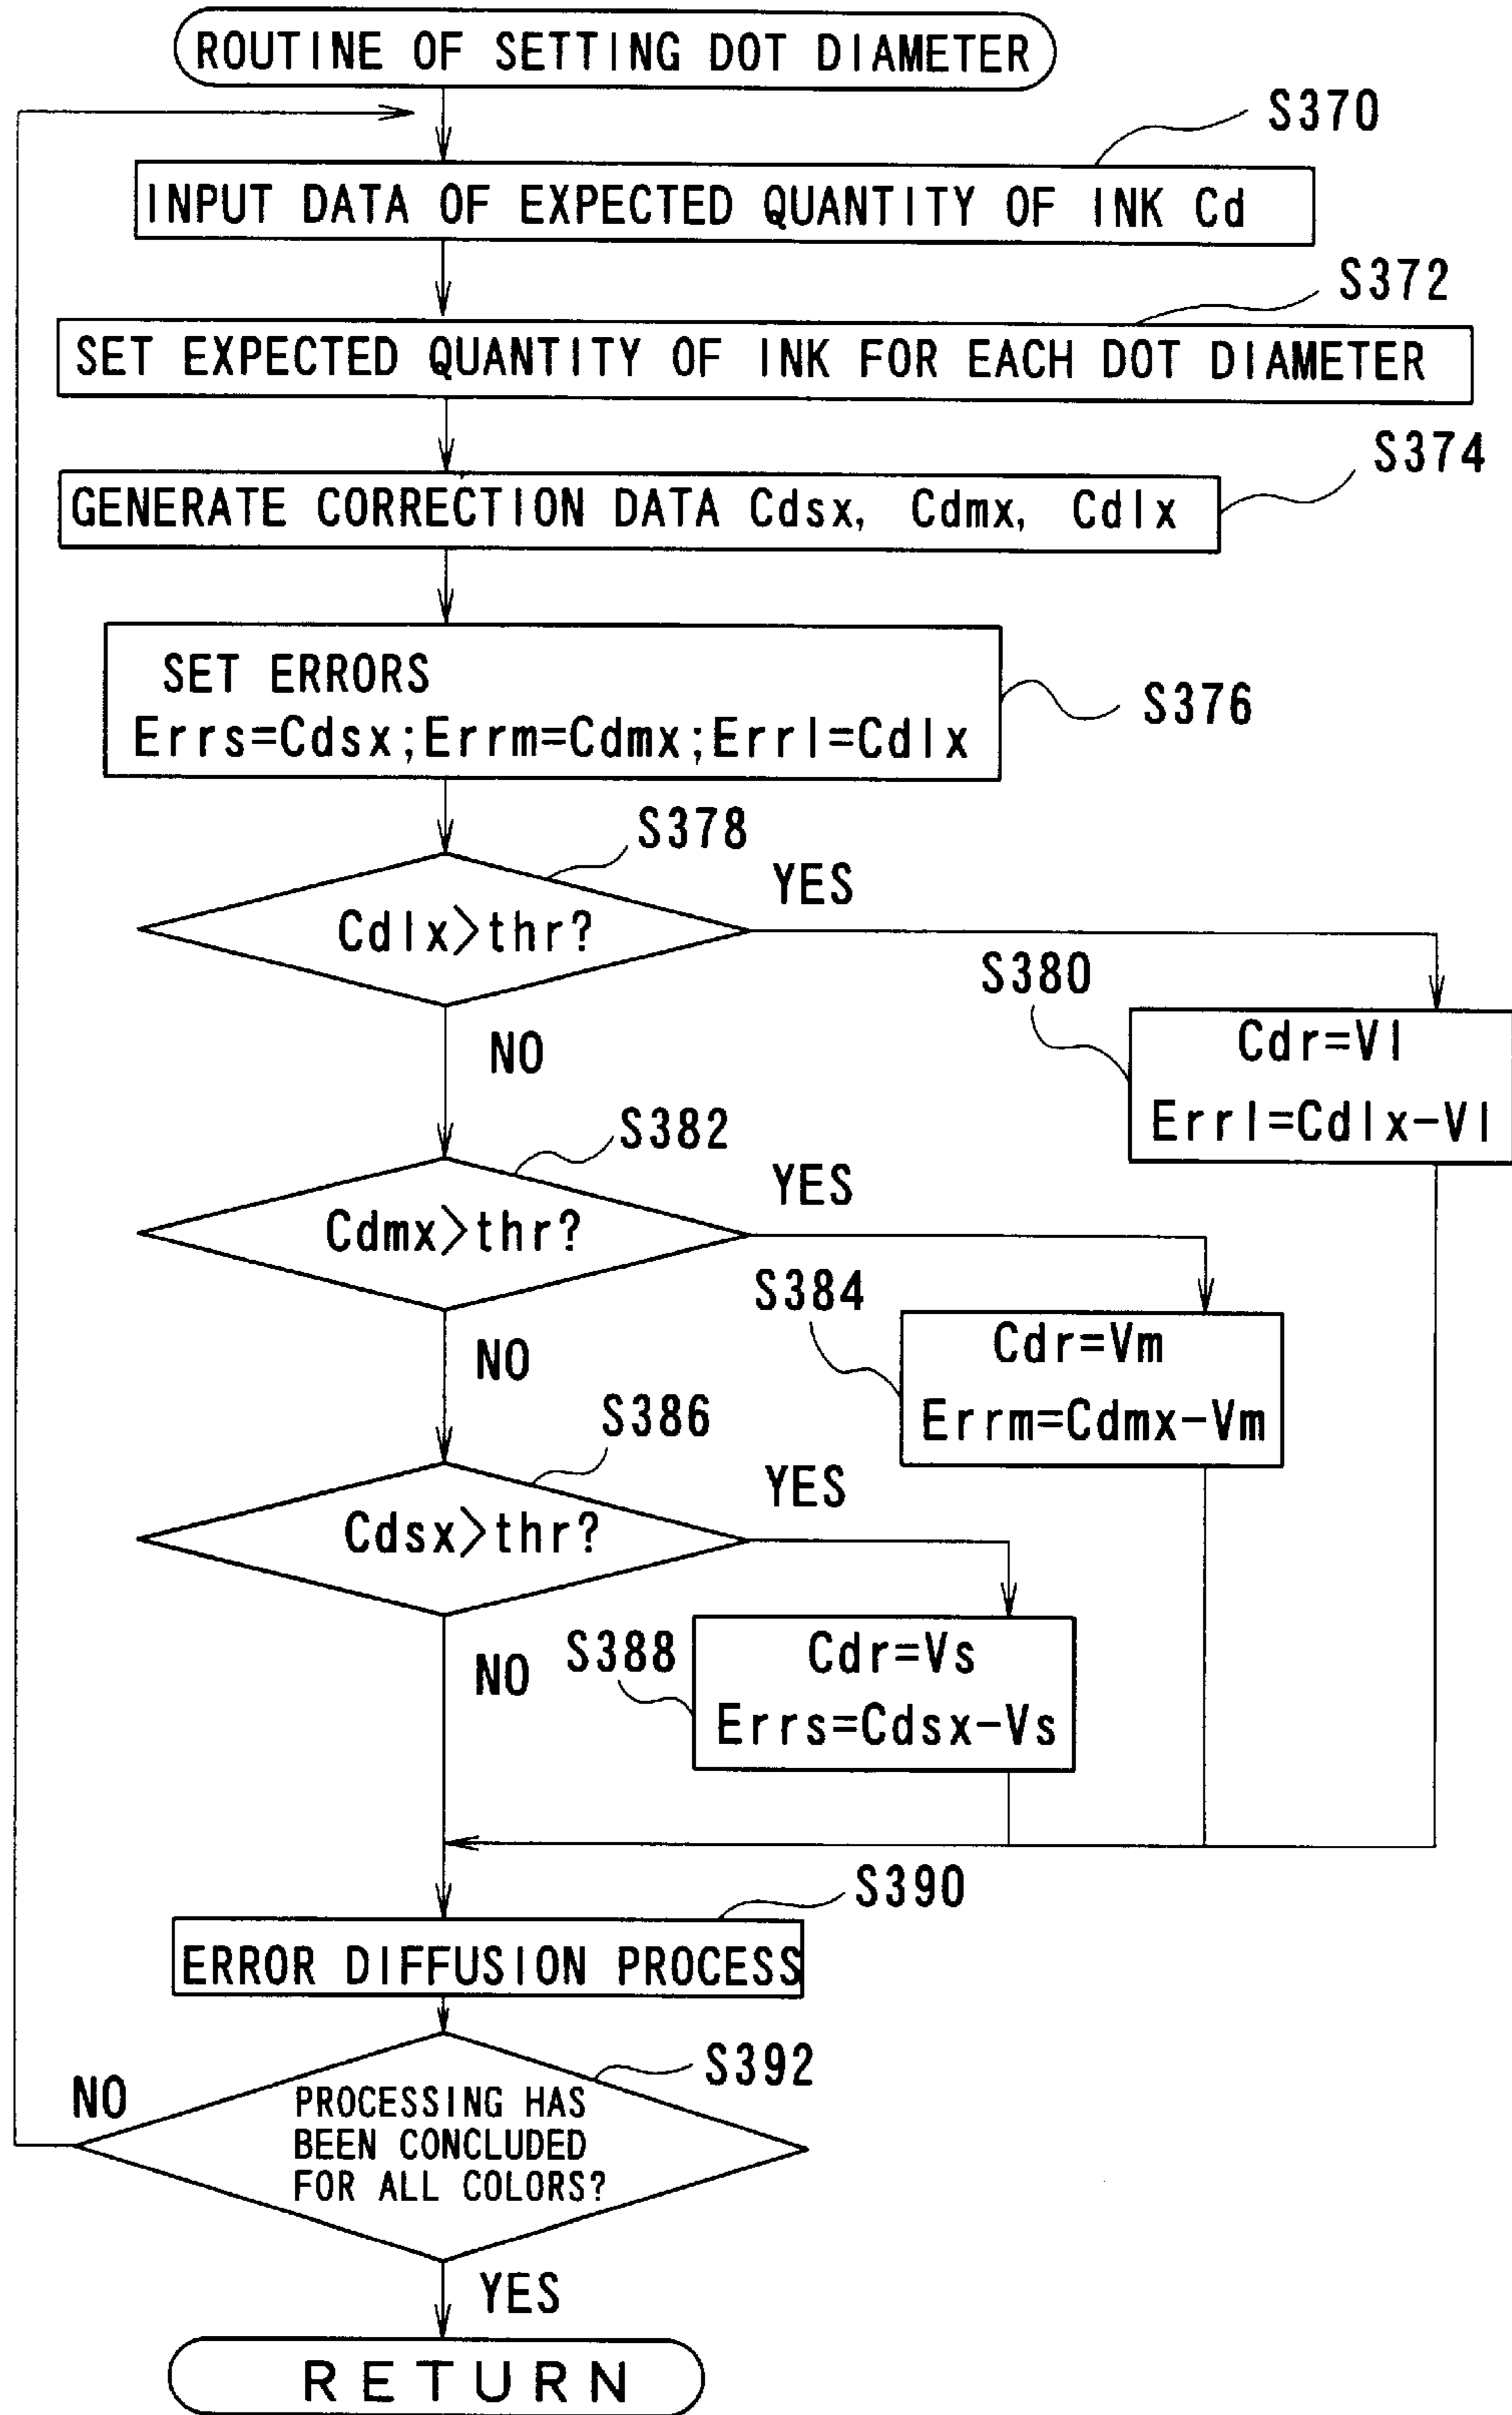 ROUTINE OF SETTING DOT DIAMETER
S370
INPUT DATA OF EXPECTED QUANTITY OF INK Cd
S372
SET EXPECTED QUANTITY OF INK FOR EACH DOT DIAMETER
S374
GENERATE CORRECTION DATA Cdsx, Cdmx, Cdlx
SET ERRORS
Errs=Cdsx;Errm=Cdmx;Errl=Cdlx
S376
S378
Cdlx>thr?
YES
NO
S380
Cdr=Vl
Errl=Cdlx-Vl
S382
Cdmx>thr?
YES
NO
S384
Cdr=Vm
Errm=Cdmx-Vm
S386
Cdsx>thr?
YES
NO
S388
Cdr=Vs
Errs=Cdsx-Vs
S390
ERROR DIFFUSION PROCESS
S392
NO
PROCESSING HAS
BEEN CONCLUDED
FOR ALL COLORS?
YES
RETURN